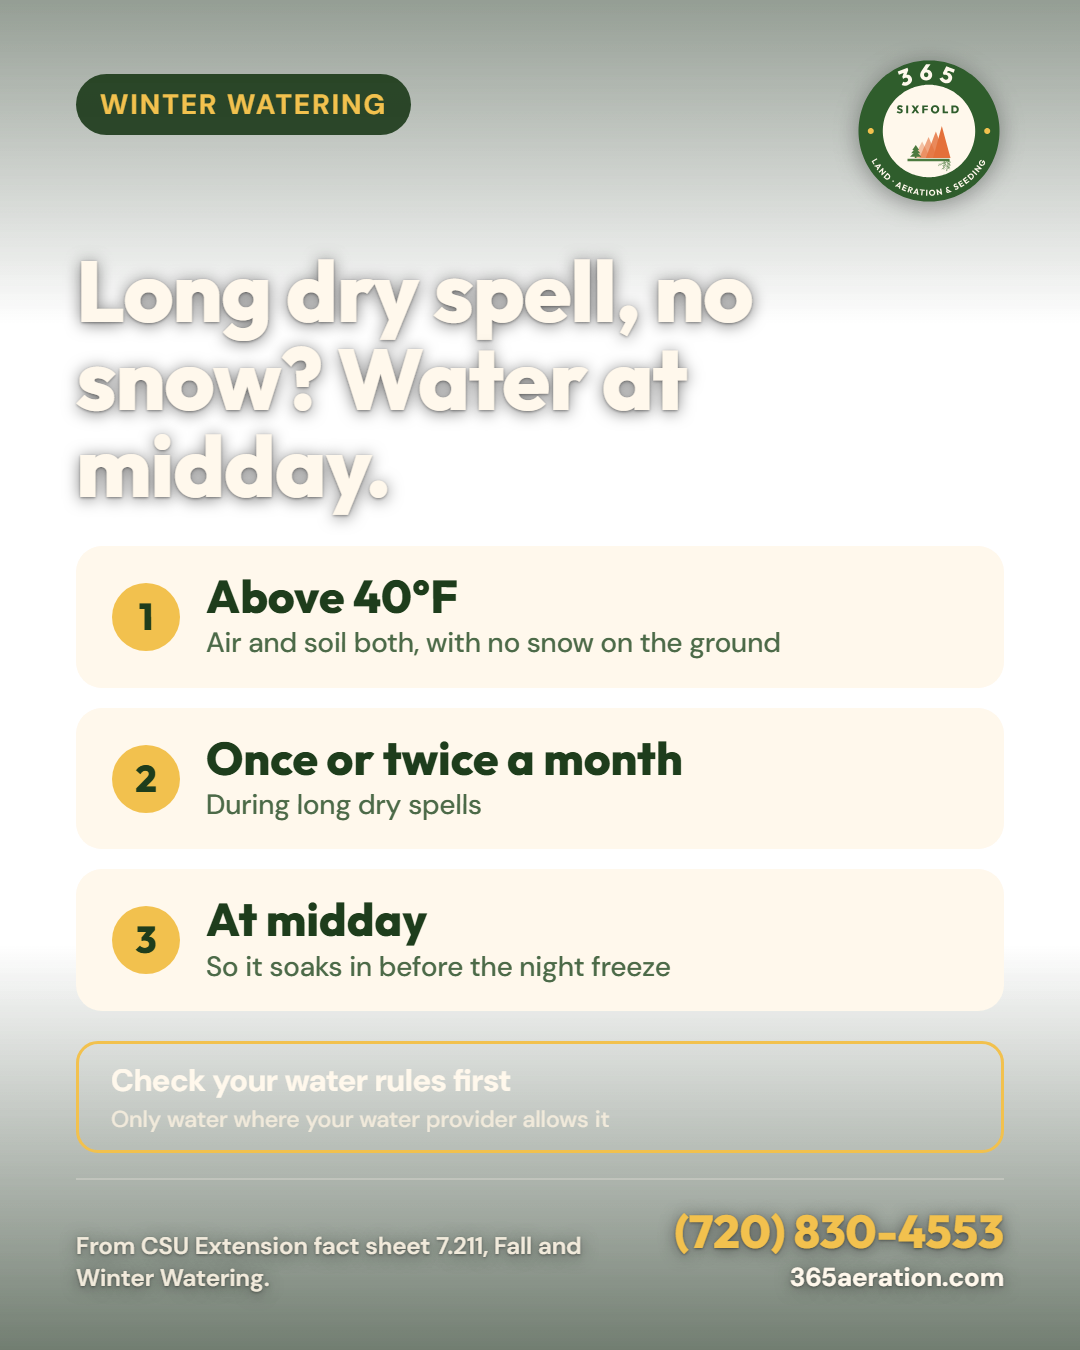 WINTER WATERING
365
SIXFOLD
LAND · AERATION & SEEDING
Long dry spell, no
snow? Water at
midday.
1
Above 40°F
Air and soil both, with no snow on the ground
2
Once or twice a month
During long dry spells
3
At midday
So it soaks in before the night freeze
Check your water rules first
Only water where your water provider allows it
From CSU Extension fact sheet 7.211, Fall and
Winter Watering.
(720) 830-4553
365aeration.com